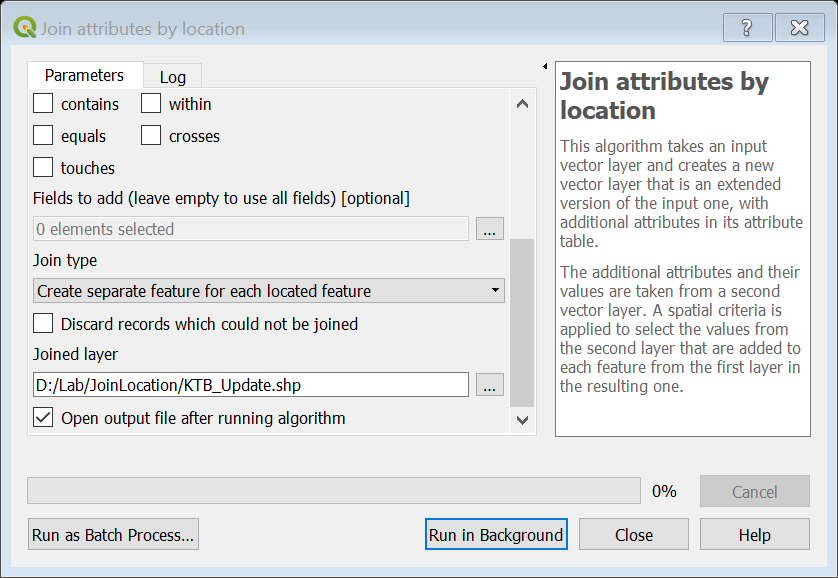 Join attributes by location
Parameters
Log
contains
within
equals
crosses
touches
Fields to add (leave empty to use all fields) [optional]
0 elements selected
...
Join type
Create separate feature for each located feature
Discard records which could not be joined
Joined layer
D:/Lab/JoinLocation/KTB_Update.shp
...
Open output file after running algorithm
Join attributes by
location
This algorithm takes an input
vector layer and creates a new
vector layer that is an extended
version of the input one, with
additional attributes in its attribute
table.
The additional attributes and their
values are taken from a second
vector layer. A spatial criteria is
applied to select the values from
the second layer that are added to
each feature from the first layer in
the resulting one.
0%
Cancel
Run as Batch Process...
Run in Background
Close
Help